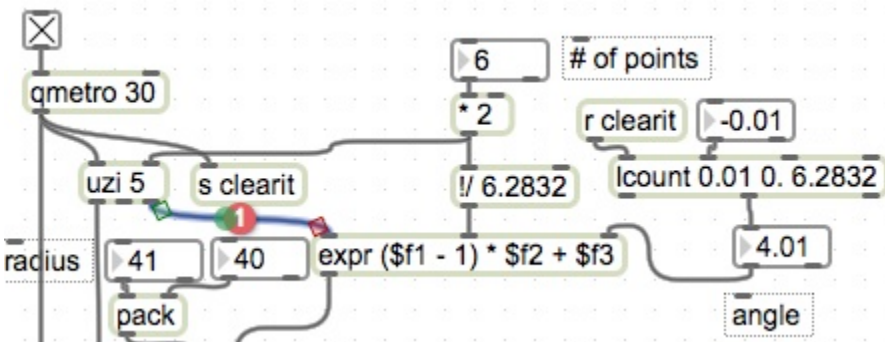 6
# of points
qmetro 30
* 2
r clearit
-0.01
uzi 5
s clearit
!/ 6.2832
lcount 0.01 0. 6.2832
1
radius
41
40
expr ($f1 - 1) * $f2 + $f3
4.01
pack
angle